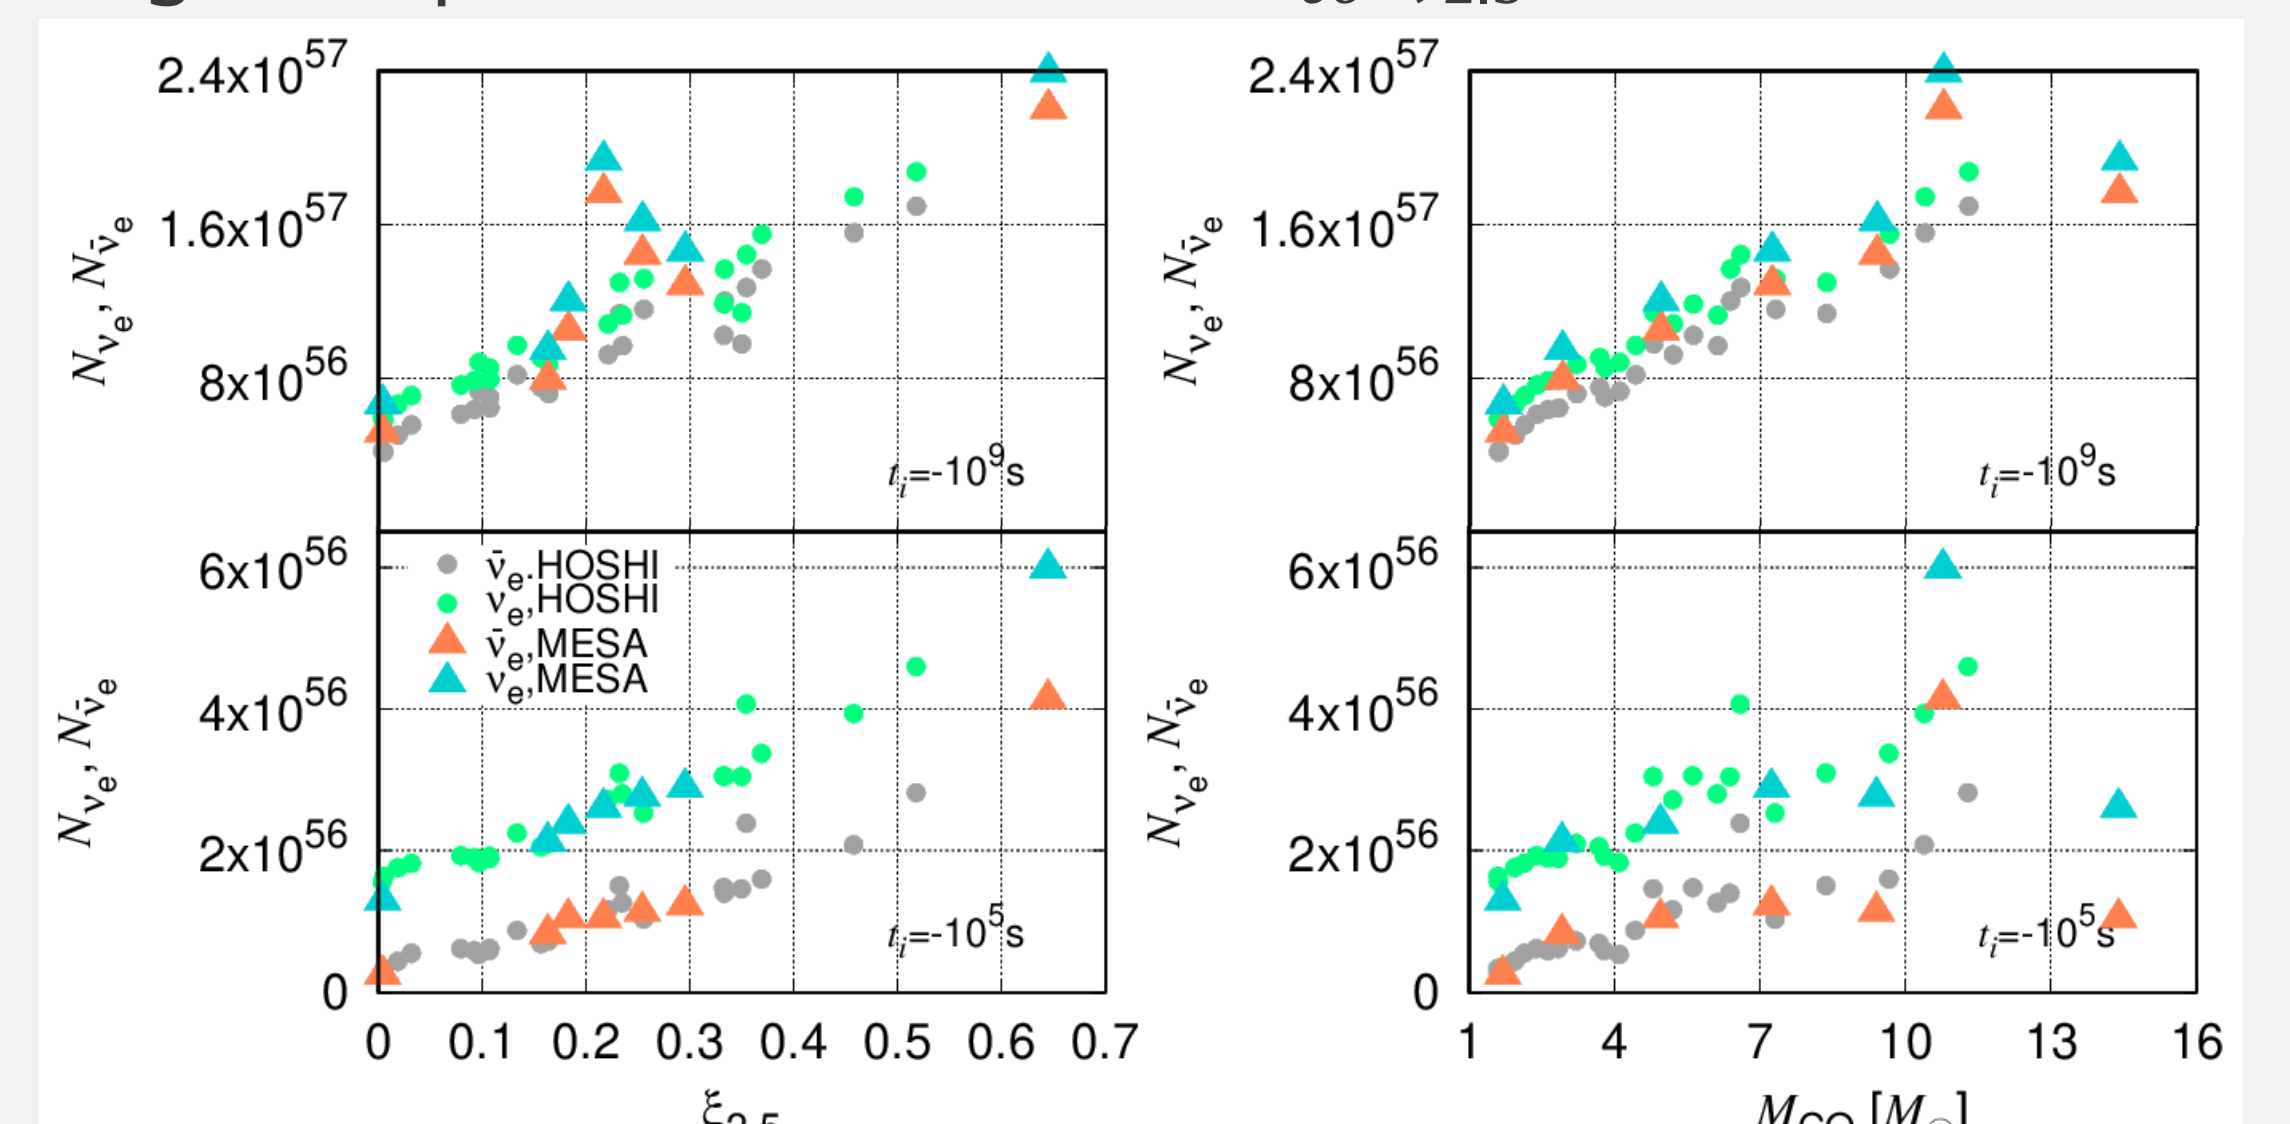 2.4x10^57
1.6x10^57
8x10^56
N_νe, N_ν̄e
t_i=-10^9s
6x10^56
4x10^56
2x10^56
0
N_νe, N_ν̄e
ν̄e.HOSHI
νe,HOSHI
ν̄e,MESA
νe,MESA
t_i=-10^5s
0 0.1 0.2 0.3 0.4 0.5 0.6 0.7
ξ_2.5
2.4x10^57
1.6x10^57
8x10^56
N_νe, N_ν̄e
t_i=-10^9s
6x10^56
4x10^56
2x10^56
0
N_νe, N_ν̄e
t_i=-10^5s
1 4 7 10 13 16
M_CO [M_⊙]